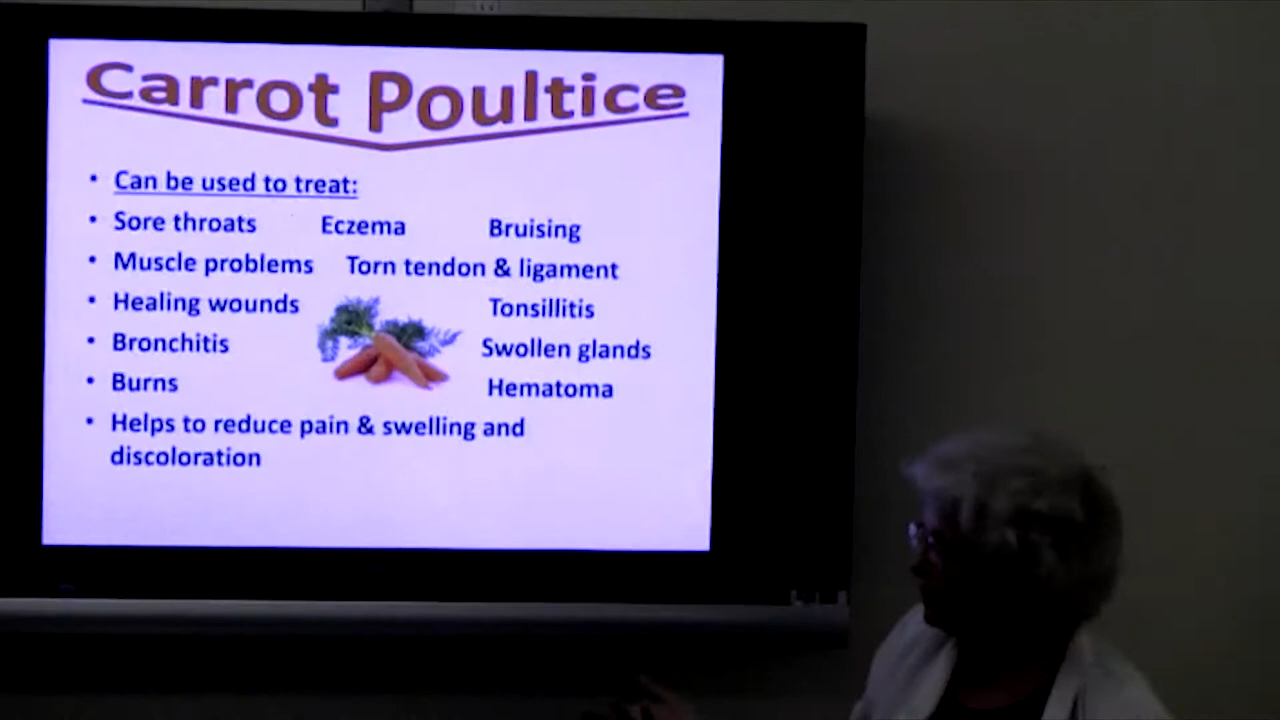 Carrot Poultice
• Can be used to treat:
• Sore throats Eczema Bruising
• Muscle problems Torn tendon & ligament
• Healing wounds Tonsillitis
• Bronchitis Swollen glands
• Burns Hematoma
• Helps to reduce pain & swelling and
discoloration